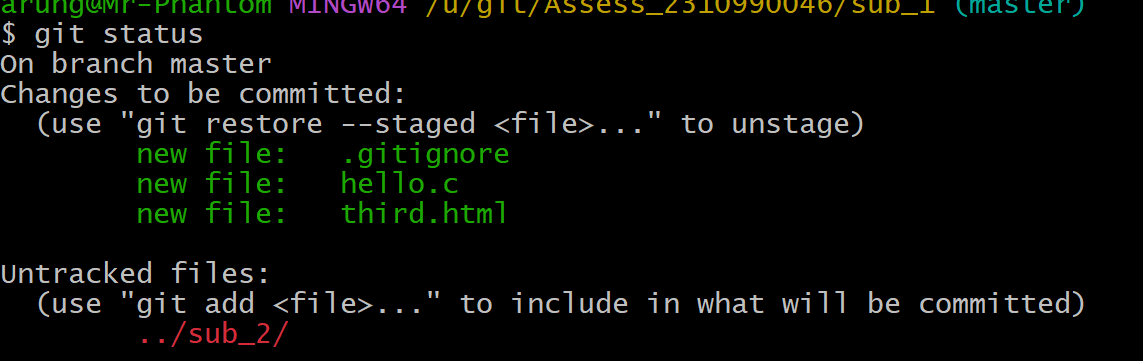 arung@Mr-Phantom MINGW64 /u/git/Assess_2310990046/sub_1 (master)
$ git status
On branch master
Changes to be committed:
  (use "git restore --staged <file>..." to unstage)
        new file:   .gitignore
        new file:   hello.c
        new file:   third.html

Untracked files:
  (use "git add <file>..." to include in what will be committed)
        ../sub_2/